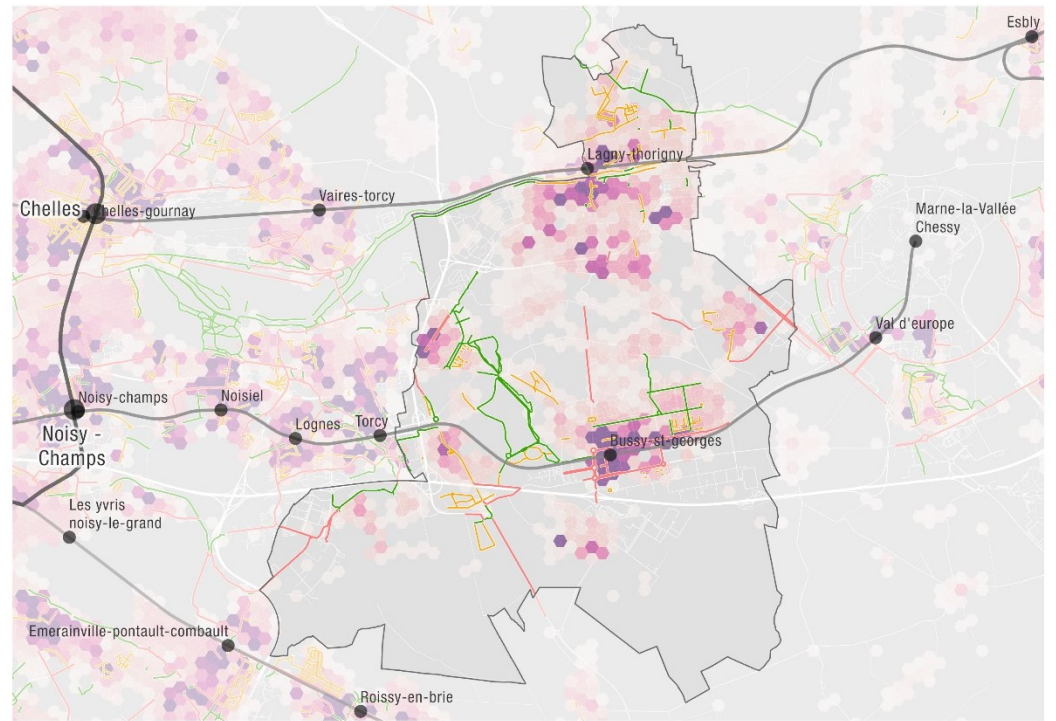 Esbly
Lagny-thorigny
Vaires-torcy
Chelles
Chelles-gournay
Marne-la-Vallée
Chessy
Val d'europe
Noisy-champs
Noisiel
Lognes
Torcy
Noisy -
Champs
Bussy-st-georges
Les yvris
noisy-le-grand
Emerainville-pontault-combault
Roissy-en-brie